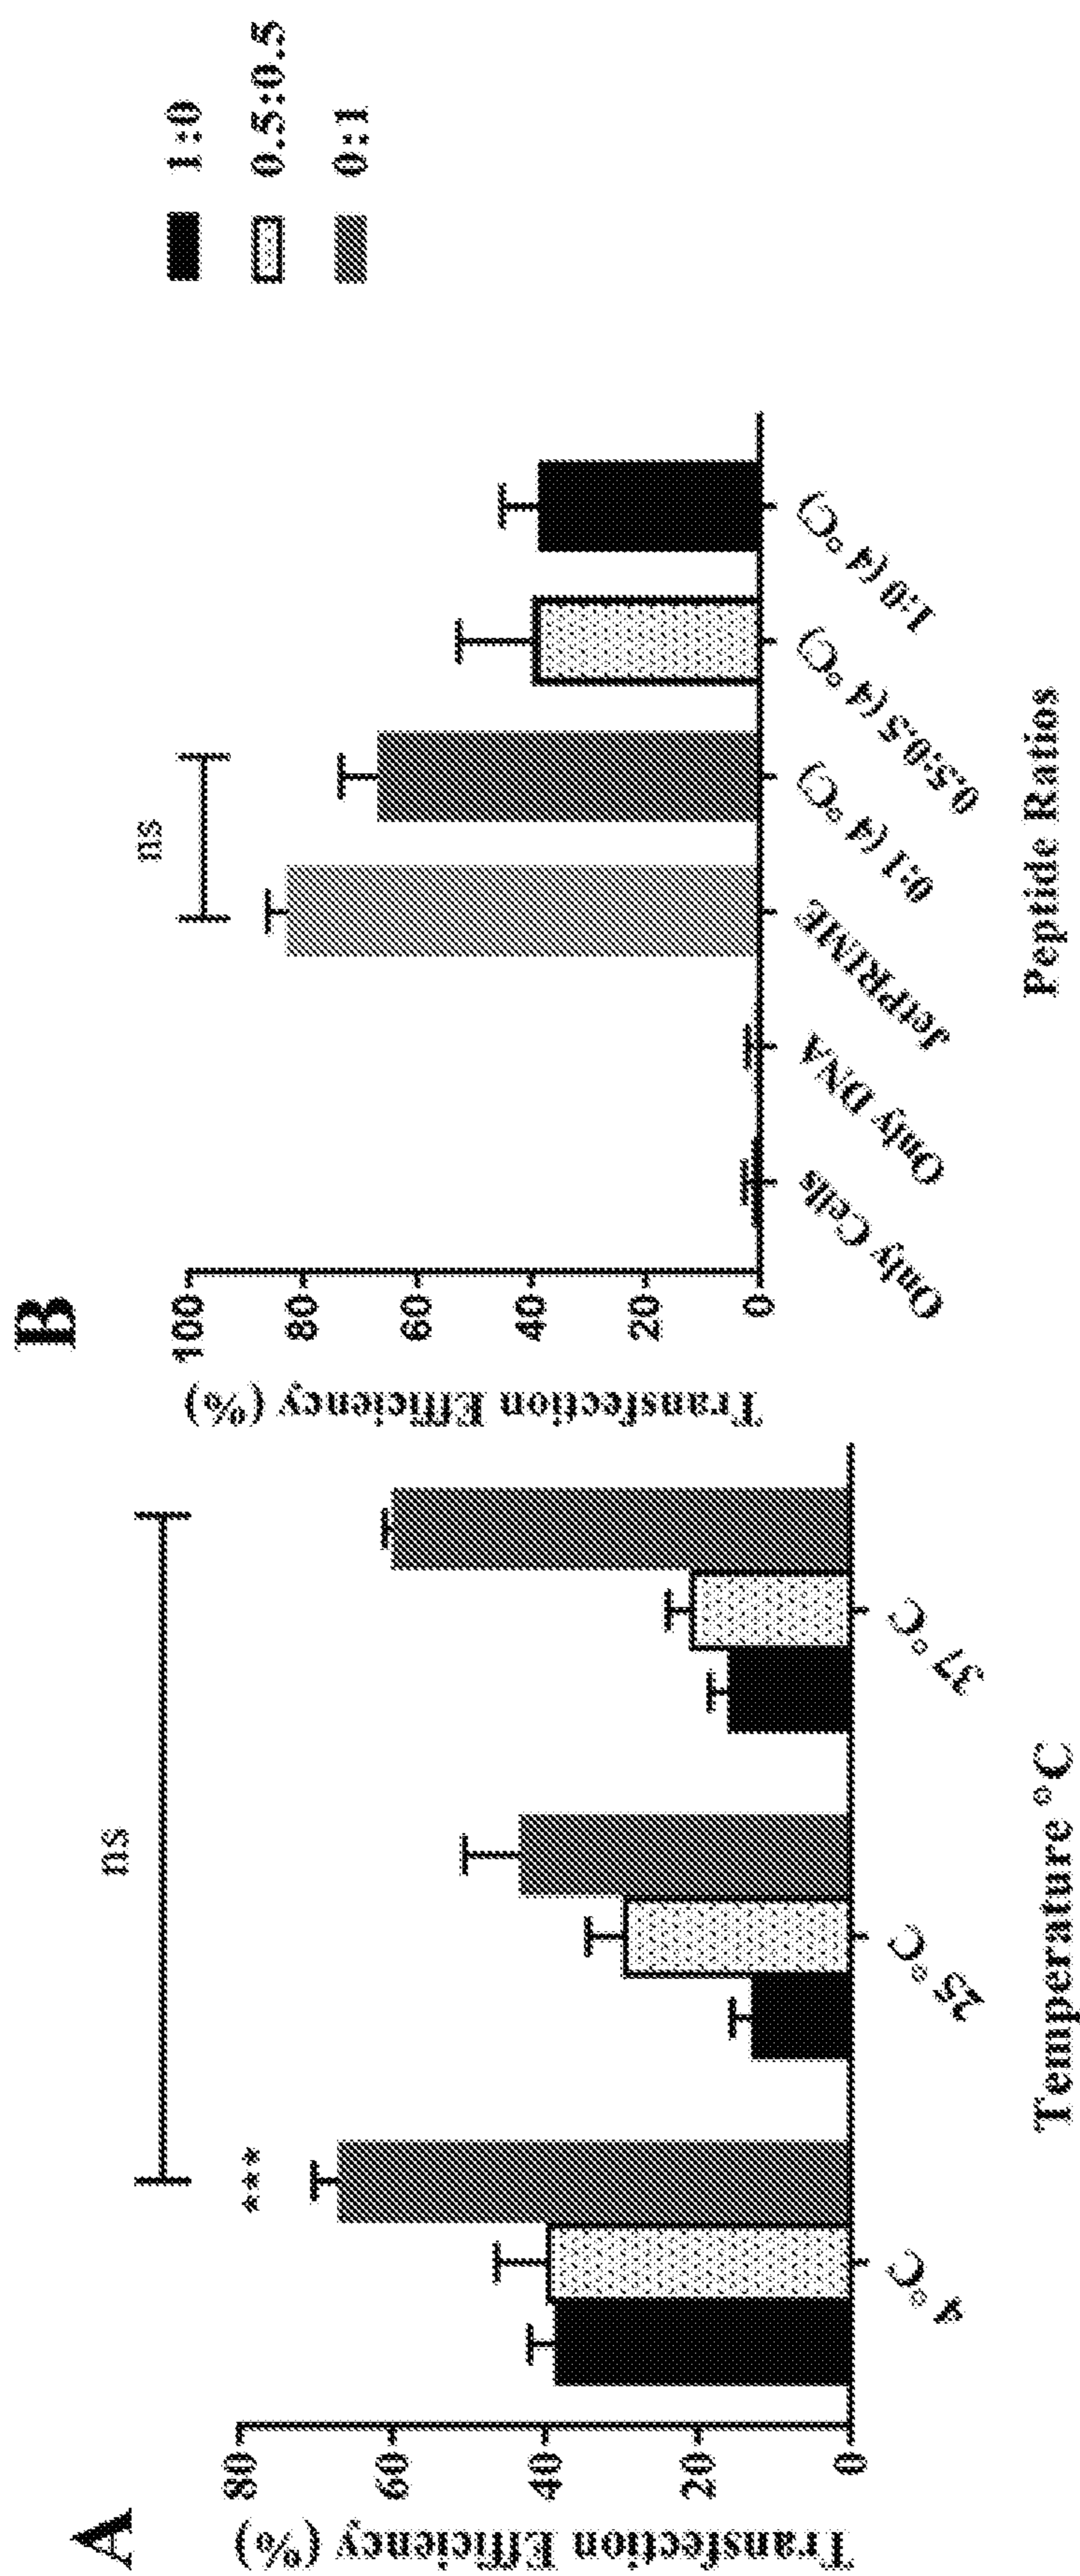 A
Transfection Efficiency (%)
80
60
40
20
0
***
ns
4 °C
25 °C
37 °C
Temperature °C
B
Transfection Efficiency (%)
100
80
60
40
20
0
ns
Only Cells
Only DNA
JetPRIME
0:1 (4 °C)
0.5:0.5 (4 °C)
1:0 (4 °C)
Peptide Ratios
1:0
0.5:0.5
0:1